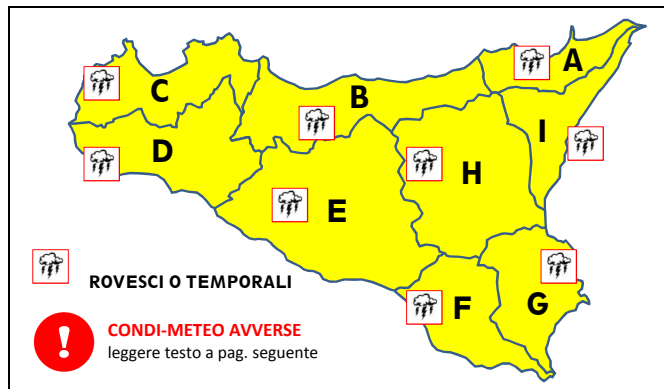 A
C
B
I
D
H
E
F
G
ROVESCI O TEMPORALI
!
CONDI-METEO AVVERSE
leggere testo a pag. seguente